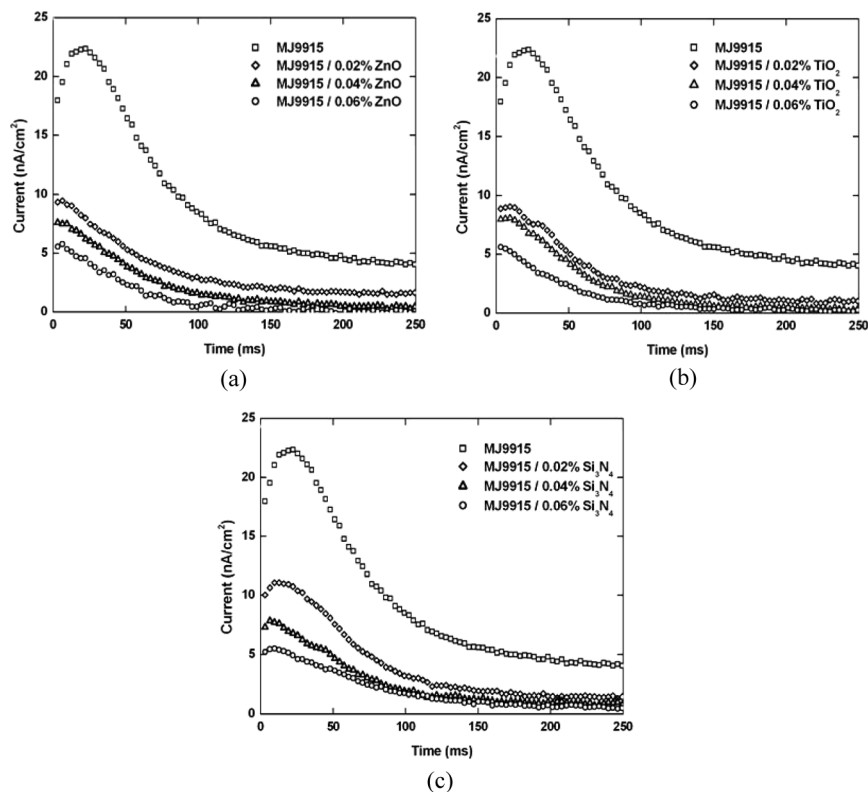 25
20
15
10
5
0
Current (nA/cm²)
MJ9915
MJ9915 / 0.02% ZnO
MJ9915 / 0.04% ZnO
MJ9915 / 0.06% ZnO
0 50 100 150 200 250
Time (ms)
(a)
25
20
15
10
5
0
Current (nA/cm²)
MJ9915
MJ9915 / 0.02% TiO₂
MJ9915 / 0.04% TiO₂
MJ9915 / 0.06% TiO₂
0 50 100 150 200 250
Time (ms)
(b)
25
20
15
10
5
0
Current (nA/cm²)
MJ9915
MJ9915 / 0.02% Si₃N₄
MJ9915 / 0.04% Si₃N₄
MJ9915 / 0.06% Si₃N₄
0 50 100 150 200 250
Time (ms)
(c)